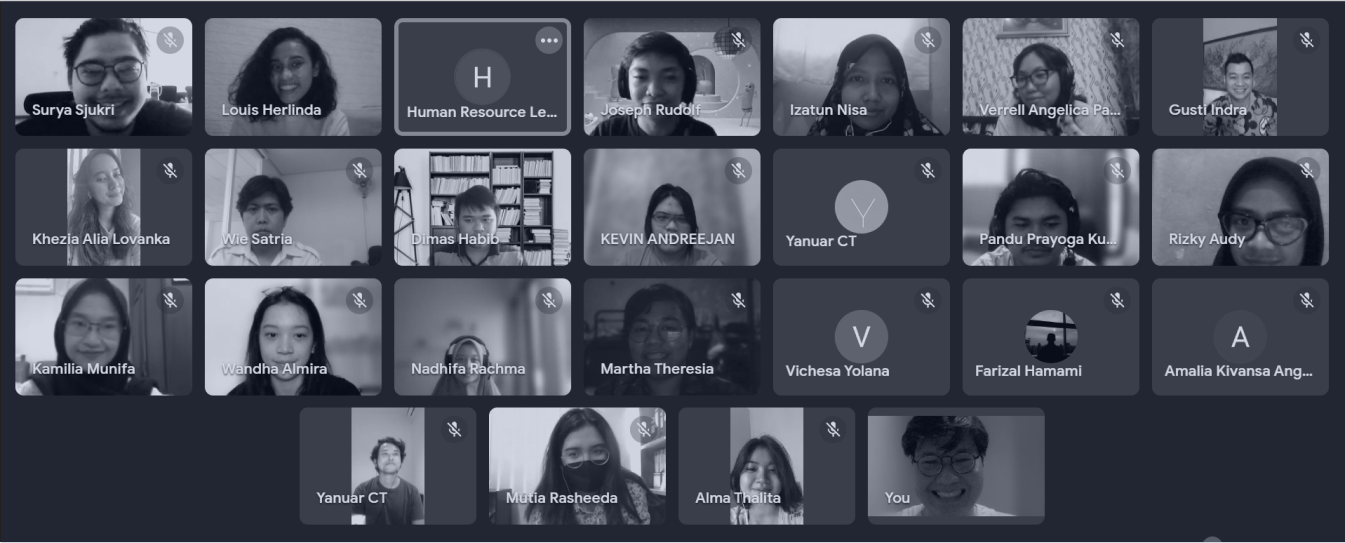 Surya Sjukri
Louis Herlinda
H
Human Resource Le...
Joseph Rudolf
Izatun Nisa
Verrell Angelica Pa...
Gusti Indra
Khezia Alia Lovanka
Wie Satria
Dimas Habib
KEVIN ANDREEJAN
Y
Yanuar CT
Pandu Prayoga Ku...
Rizky Audy
Kamilia Munifa
Wandha Almira
Nadhifa Rachma
Martha Theresia
V
Vichesa Yolana
Farizal Hamami
A
Amalia Kivansa Ang...
Yanuar CT
Mutia Rasheeda
Alma Thalita
You